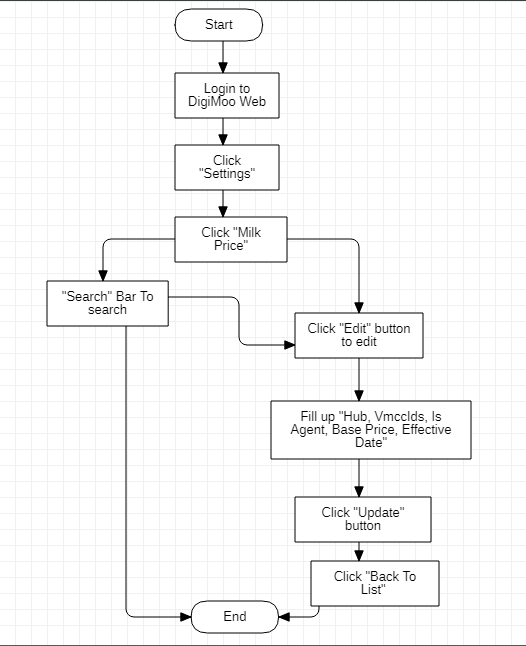 Start
Login to
DigiMoo Web
Click
"Settings"
Click "Milk
Price"
"Search" Bar To
search
Click "Edit" button
to edit
Fill up "Hub, VmccIds, Is
Agent, Base Price, Effective
Date"
Click "Update"
button
Click "Back To
List"
End